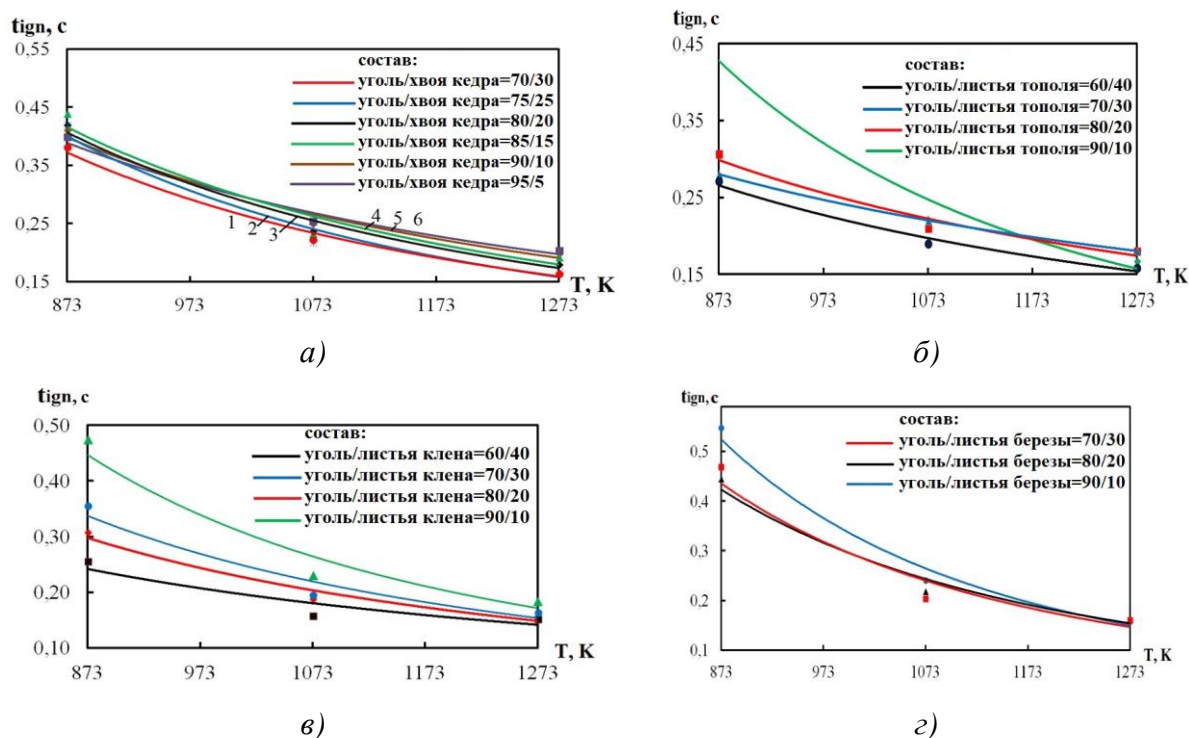 tign, c
0,55
0,45
0,35
0,25
0,15
состав:
уголь/хвоя кедра=70/30
уголь/хвоя кедра=75/25
уголь/хвоя кедра=80/20
уголь/хвоя кедра=85/15
уголь/хвоя кедра=90/10
уголь/хвоя кедра=95/5
1 2 3 4 5 6
T, K
873 973 1073 1173 1273
а)
tign, c
0,45
0,35
0,25
0,15
состав:
уголь/листья тополя=60/40
уголь/листья тополя=70/30
уголь/листья тополя=80/20
уголь/листья тополя=90/10
T, K
873 973 1073 1173 1273
б)
tign, c
0,50
0,40
0,30
0,20
0,10
состав:
уголь/листья клена=60/40
уголь/листья клена=70/30
уголь/листья клена=80/20
уголь/листья клена=90/10
T, K
873 973 1073 1173 1273
в)
tign, c
0,5
0,4
0,3
0,2
0,1
состав:
уголь/листья березы=70/30
уголь/листья березы=80/20
уголь/листья березы=90/10
T, K
873 973 1073 1173 1273
г)